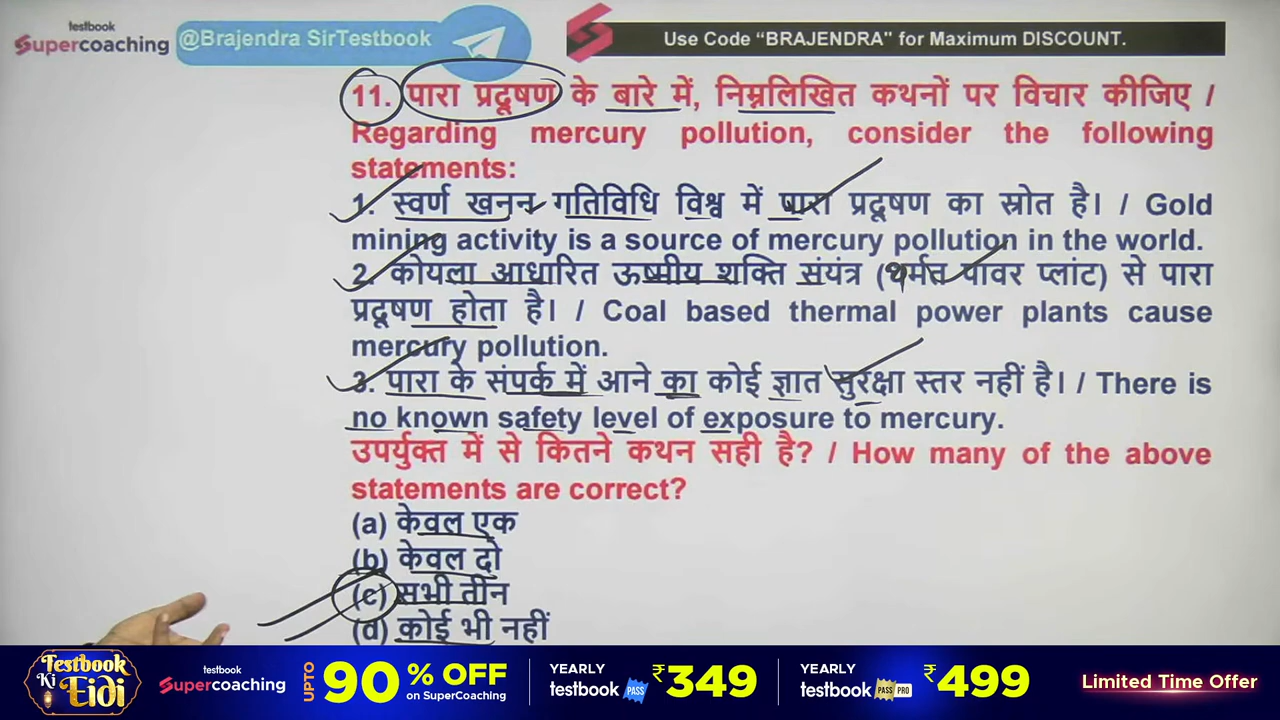 testbook
Supercoaching
@Brajendra SirTestbook
Use Code “BRAJENDRA" for Maximum DISCOUNT.
11. पारा प्रदूषण के बारे में, निम्नलिखित कथनों पर विचार कीजिए /
Regarding mercury pollution, consider the following
statements:
1. स्वर्ण खनन गतिविधि विश्व में पारा प्रदूषण का स्रोत है। / Gold
mining activity is a source of mercury pollution in the world.
2. कोयला आधारित ऊष्मीय शक्ति संयंत्र (थर्मत पावर प्लांट) से पारा
प्रदूषण होता है। / Coal based thermal power plants cause
mercury pollution.
3. पारा के संपर्क में आने का कोई ज्ञात सुरक्षा स्तर नहीं है। / There is
no known safety level of exposure to mercury.
उपर्युक्त में से कितने कथन सही है? / How many of the above
statements are correct?
(a) केवल एक
(b) केवल दो
(c) सभी तीन
(d) कोई भी नहीं
Testbook Ki Eidi
testbook
Supercoaching
UPTO 90% OFF on SuperCoaching
YEARLY testbook PASS ₹349
YEARLY testbook PASS PRO ₹499
Limited Time Offer